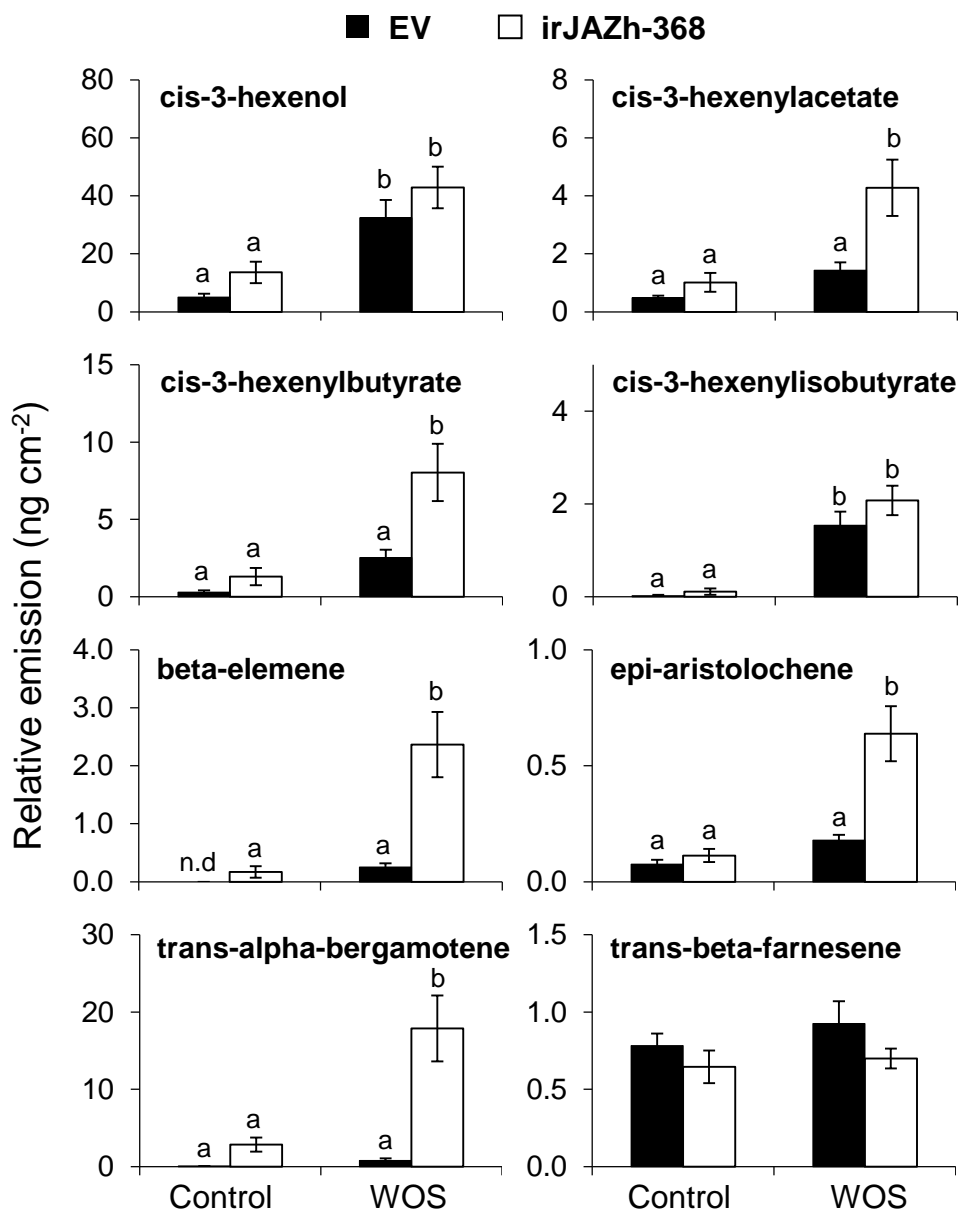 EV irJAZh-368
Relative emission (ng cm-2)
cis-3-hexenol
80
60
40
20
0
a a b b
cis-3-hexenylacetate
8
6
4
2
0
a a a b
cis-3-hexenylbutyrate
15
10
5
0
a a a b
cis-3-hexenylisobutyrate
4
2
0
a a b b
beta-elemene
4.0
3.0
2.0
1.0
0.0
n.d a a b
epi-aristolochene
1.0
0.5
0.0
a a a b
trans-alpha-bergamotene
30
20
10
0
a a a b
Control WOS
trans-beta-farnesene
1.5
1.0
0.5
0.0
Control WOS